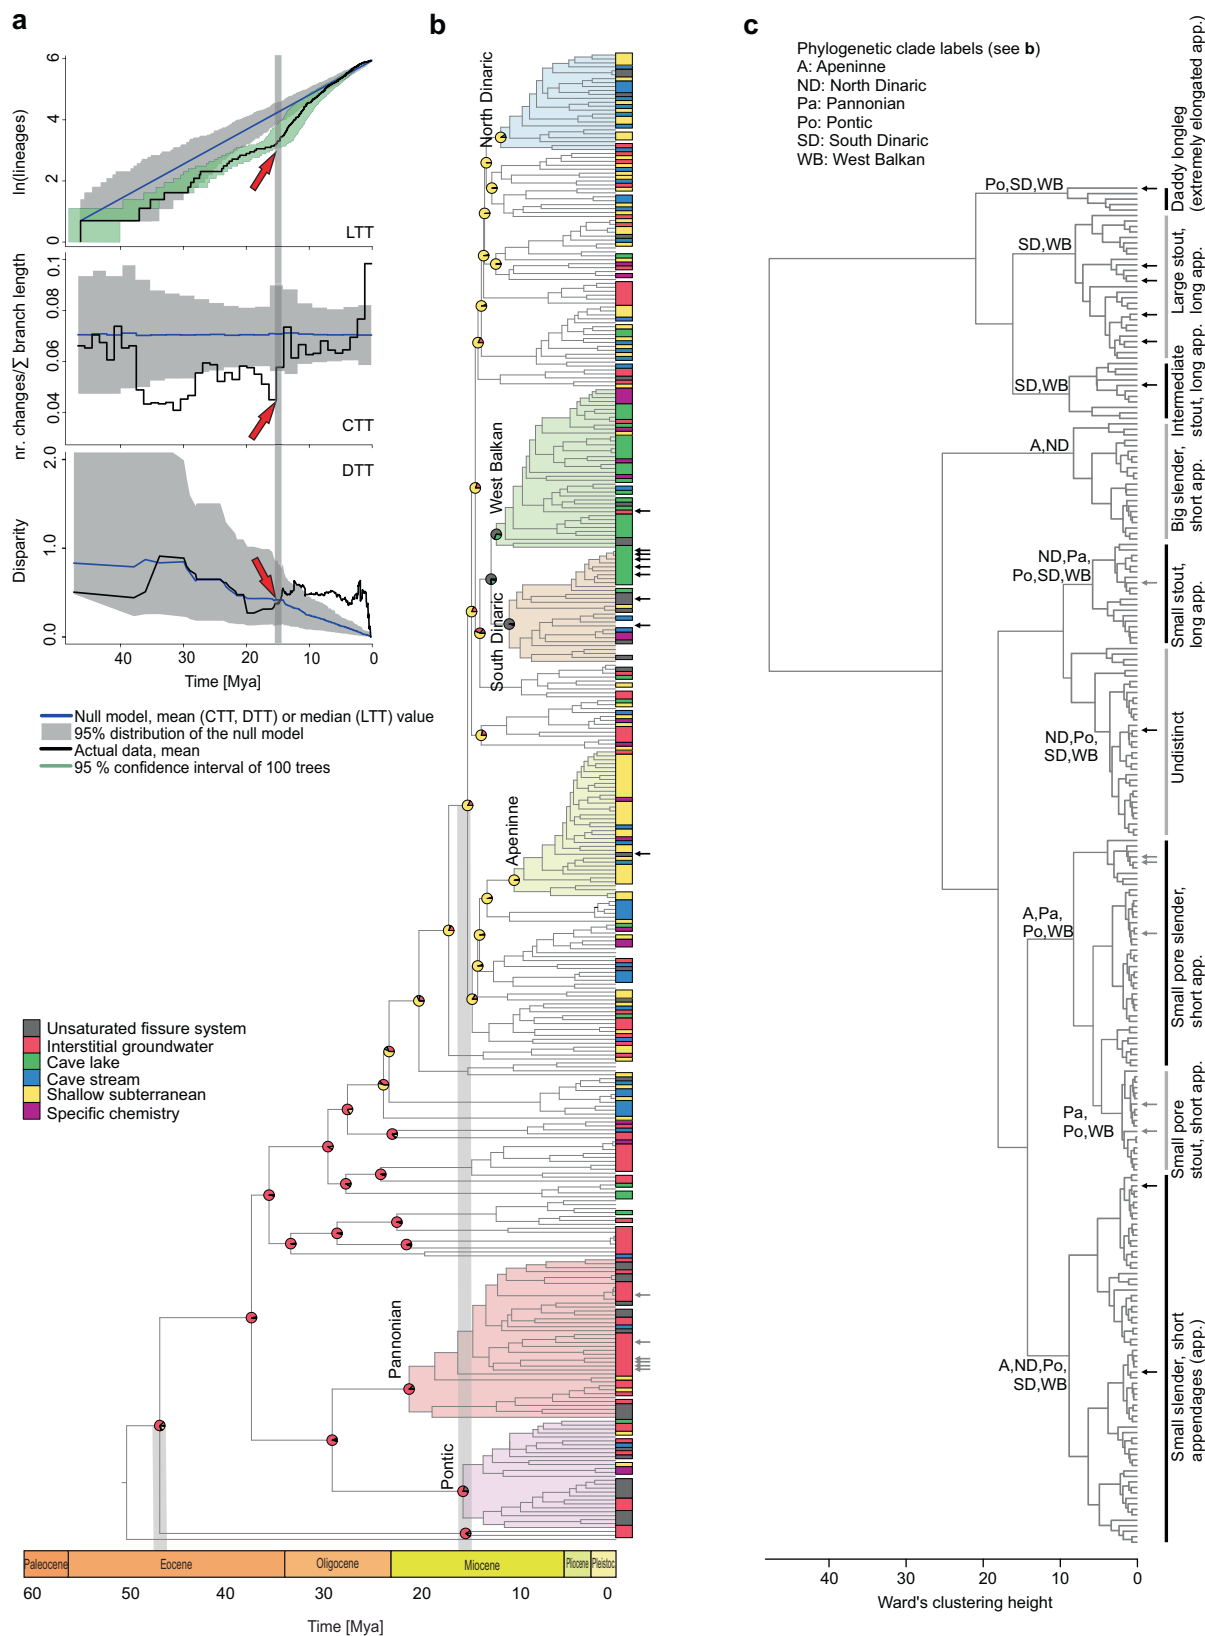 a
6
4
2
0
ln(lineages)
LTT
0.1
0.08
0.06
0.04
nr. changes/∑ branch length
CTT
2.0
1.0
0.0
Disparity
DTT
40
30
20
10
0
Time [Mya]
Null model, mean (CTT, DTT) or median (LTT) value
95% distribution of the null model
Actual data, mean
95 % confidence interval of 100 trees
b
North Dinaric
West Balkan
South Dinaric
Apeninne
Pannonian
Pontic
Unsaturated fissure system
Interstitial groundwater
Cave lake
Cave stream
Shallow subterranean
Specific chemistry
Paleocene
Eocene
Oligocene
Miocene
Pliocene
Pleistoc.
60
50
40
30
20
10
0
Time [Mya]
c
Phylogenetic clade labels (see b)
A: Apeninne
ND: North Dinaric
Pa: Pannonian
Po: Pontic
SD: South Dinaric
WB: West Balkan
Po,SD,WB
SD,WB
SD,WB
A,ND
ND,Pa,
Po,SD,WB
ND,Po,
SD,WB
A,Pa,
Po,WB
Pa,
Po,WB
A,ND,Po,
SD,WB
Daddy longleg
(extremely elongated app.)
Large stout,
long app.
Intermediate
stout, long app.
Big slender,
short app.
Small stout,
long app.
Undistinct
Small pore slender,
short app.
Small pore
stout, short app.
Small slender, short
appendages (app.)
40
30
20
10
0
Ward's clustering height